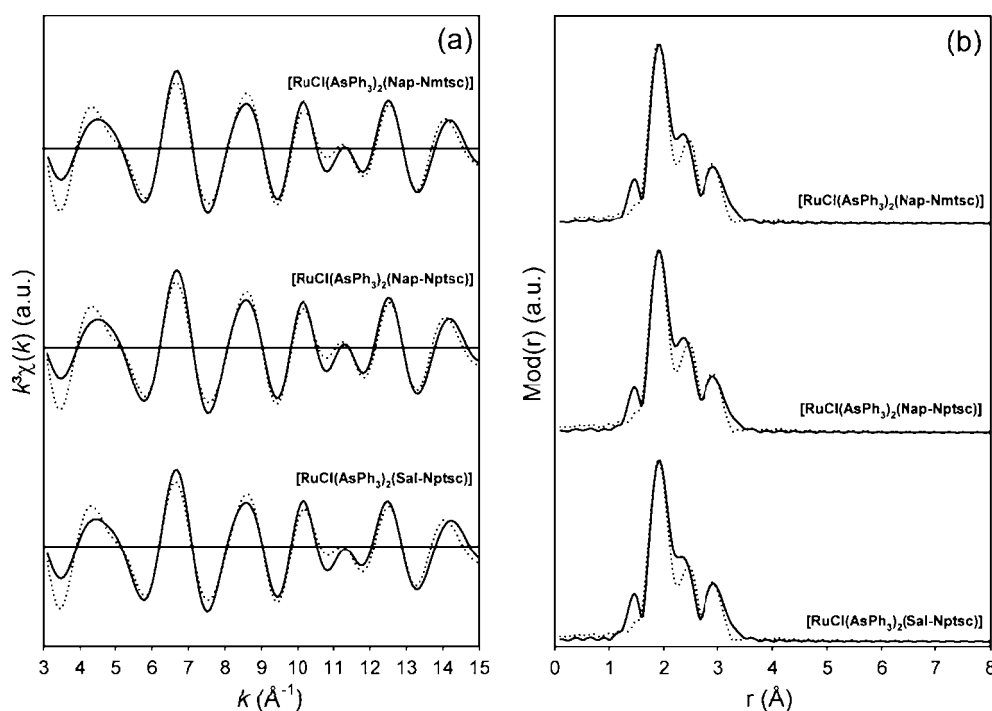 (a)
[RuCl(AsPh₃)₂(Nap-Nmtsc)]
[RuCl(AsPh₃)₂(Nap-Nptsc)]
[RuCl(AsPh₃)₂(Sal-Nptsc)]
k³χ(k) (a.u.)
3 4 5 6 7 8 9 10 11 12 13 14 15
k (Å⁻¹)
(b)
[RuCl(AsPh₃)₂(Nap-Nmtsc)]
[RuCl(AsPh₃)₂(Nap-Nptsc)]
[RuCl(AsPh₃)₂(Sal-Nptsc)]
Mod(r) (a.u.)
0 1 2 3 4 5 6 7 8
r (Å)